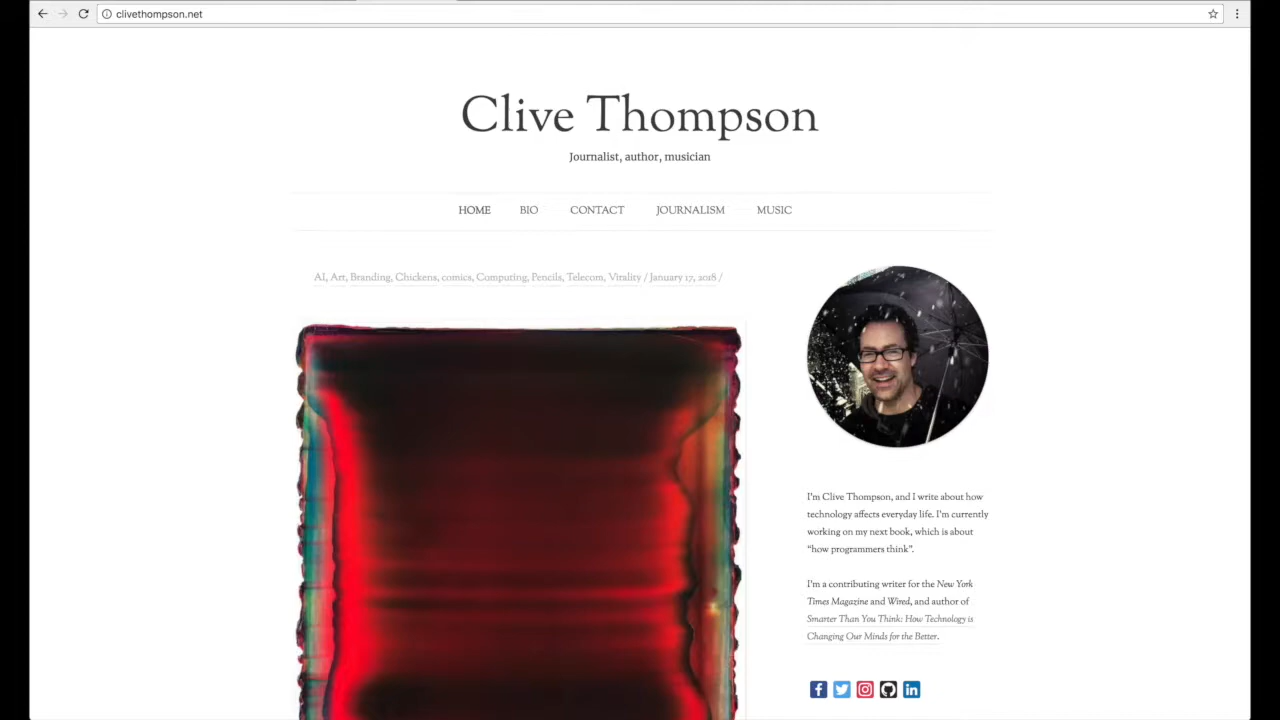 clivethompson.net
Clive Thompson
Journalist, author, musician
HOME BIO CONTACT JOURNALISM MUSIC
AI, Art, Branding, Chickens, comics, Computing, Pencils, Telecom, Virality / January 17, 2018 /
I'm Clive Thompson, and I write about how
technology affects everyday life. I'm currently
working on my next book, which is about
“how programmers think”.
I'm a contributing writer for the New York
Times Magazine and Wired, and author of
Smarter Than You Think: How Technology is
Changing Our Minds for the Better.